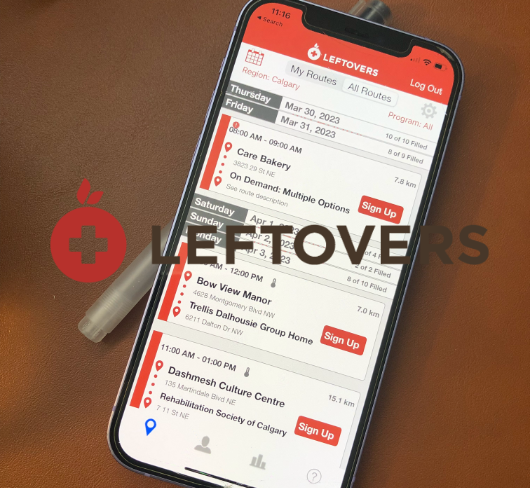 11:16
Search
LEFTOVERS
Log Out
My Routes
All Routes
Region: Calgary
Program: All
Thursday
Mar 30, 2023
10 of 10 Filled
Friday
Mar 31, 2023
8 of 9 Filled
08:00 AM - 09:00 AM
Care Bakery
7.8 km
3823 29 St NE
On Demand: Multiple Options
See route description
Sign Up
Saturday
Sunday
Apr 2, 2023
2 of 2 Filled
Apr 3, 2023
8 of 10 Filled
LEFTOVERS
AM - 12:00 PM
Bow View Manor
7.0 km
4628 Montgomery Blvd NW
Trellis Dalhousie Group Home
6211 Dalton Dr NW
Sign Up
11:00 AM - 01:00 PM
Dashmesh Culture Centre
15.1 km
135 Martindale Blvd NE
Rehabilitation Society of Calgary
7 11 St NE
Sign Up